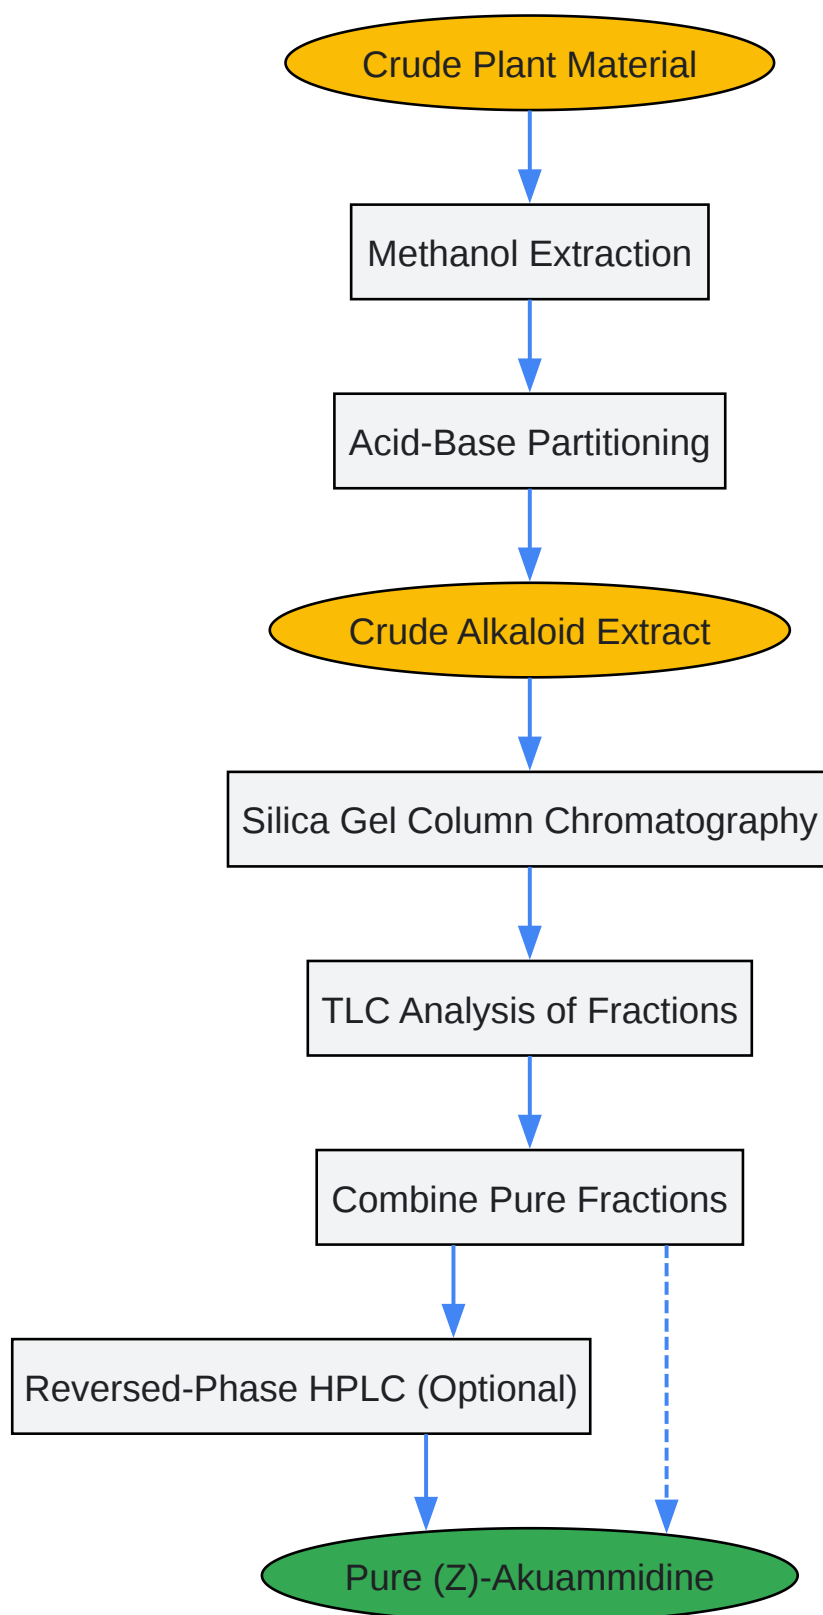 Crude Plant Material
Methanol Extraction
Acid-Base Partitioning
Crude Alkaloid Extract
Silica Gel Column Chromatography
TLC Analysis of Fractions
Combine Pure Fractions
Reversed-Phase HPLC (Optional)
Pure (Z)-Akuammidine